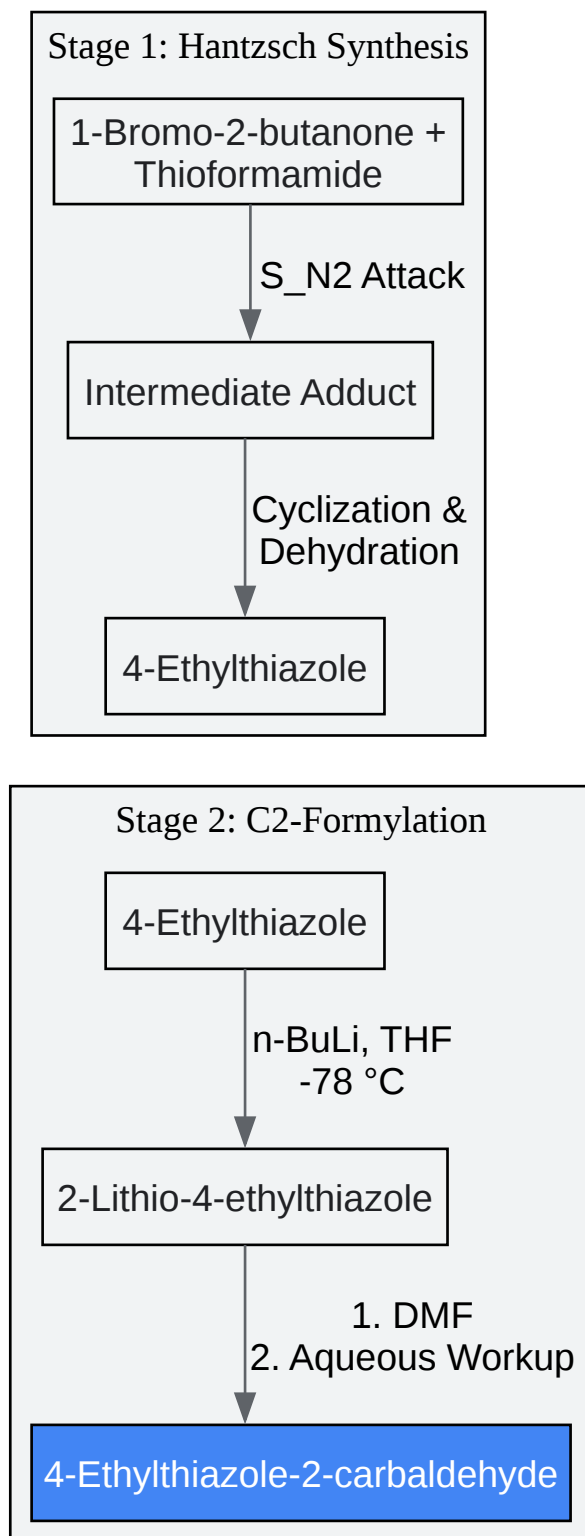 Stage 1: Hantzsch Synthesis
1-Bromo-2-butanone +
Thioformamide
S_N2 Attack
Intermediate Adduct
Cyclization &
Dehydration
4-Ethylthiazole
Stage 2: C2-Formylation
4-Ethylthiazole
n-BuLi, THF
-78 °C
2-Lithio-4-ethylthiazole
1. DMF
2. Aqueous Workup
4-Ethylthiazole-2-carbaldehyde